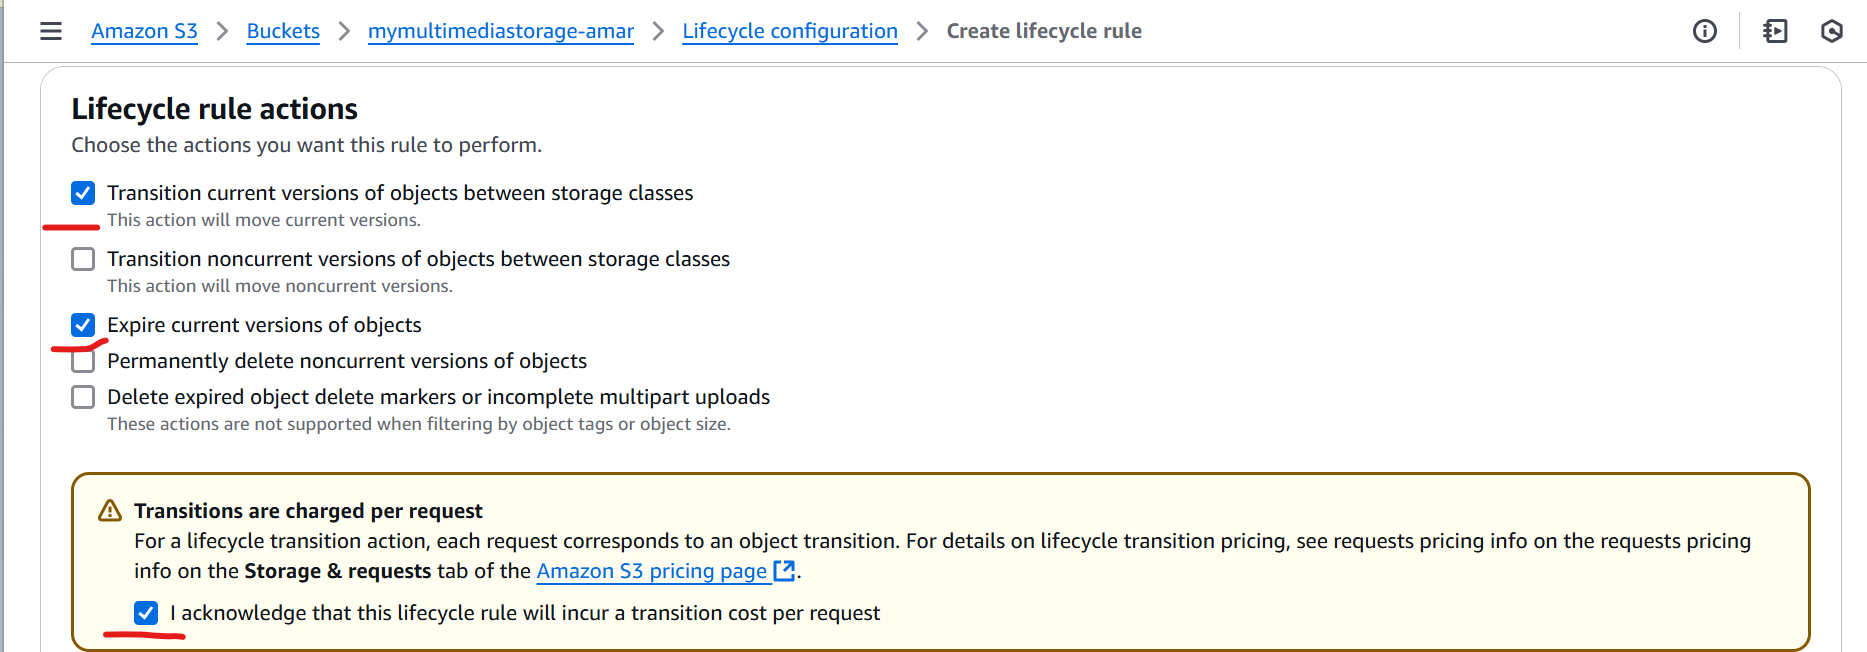 Amazon S3 > Buckets > mymultimediastorage-amar > Lifecycle configuration > Create lifecycle rule
Lifecycle rule actions
Choose the actions you want this rule to perform.
Transition current versions of objects between storage classes
This action will move current versions.
Transition noncurrent versions of objects between storage classes
This action will move noncurrent versions.
Expire current versions of objects
Permanently delete noncurrent versions of objects
Delete expired object delete markers or incomplete multipart uploads
These actions are not supported when filtering by object tags or object size.
Transitions are charged per request
For a lifecycle transition action, each request corresponds to an object transition. For details on lifecycle transition pricing, see requests pricing info on the requests pricing
info on the Storage & requests tab of the Amazon S3 pricing page.
I acknowledge that this lifecycle rule will incur a transition cost per request